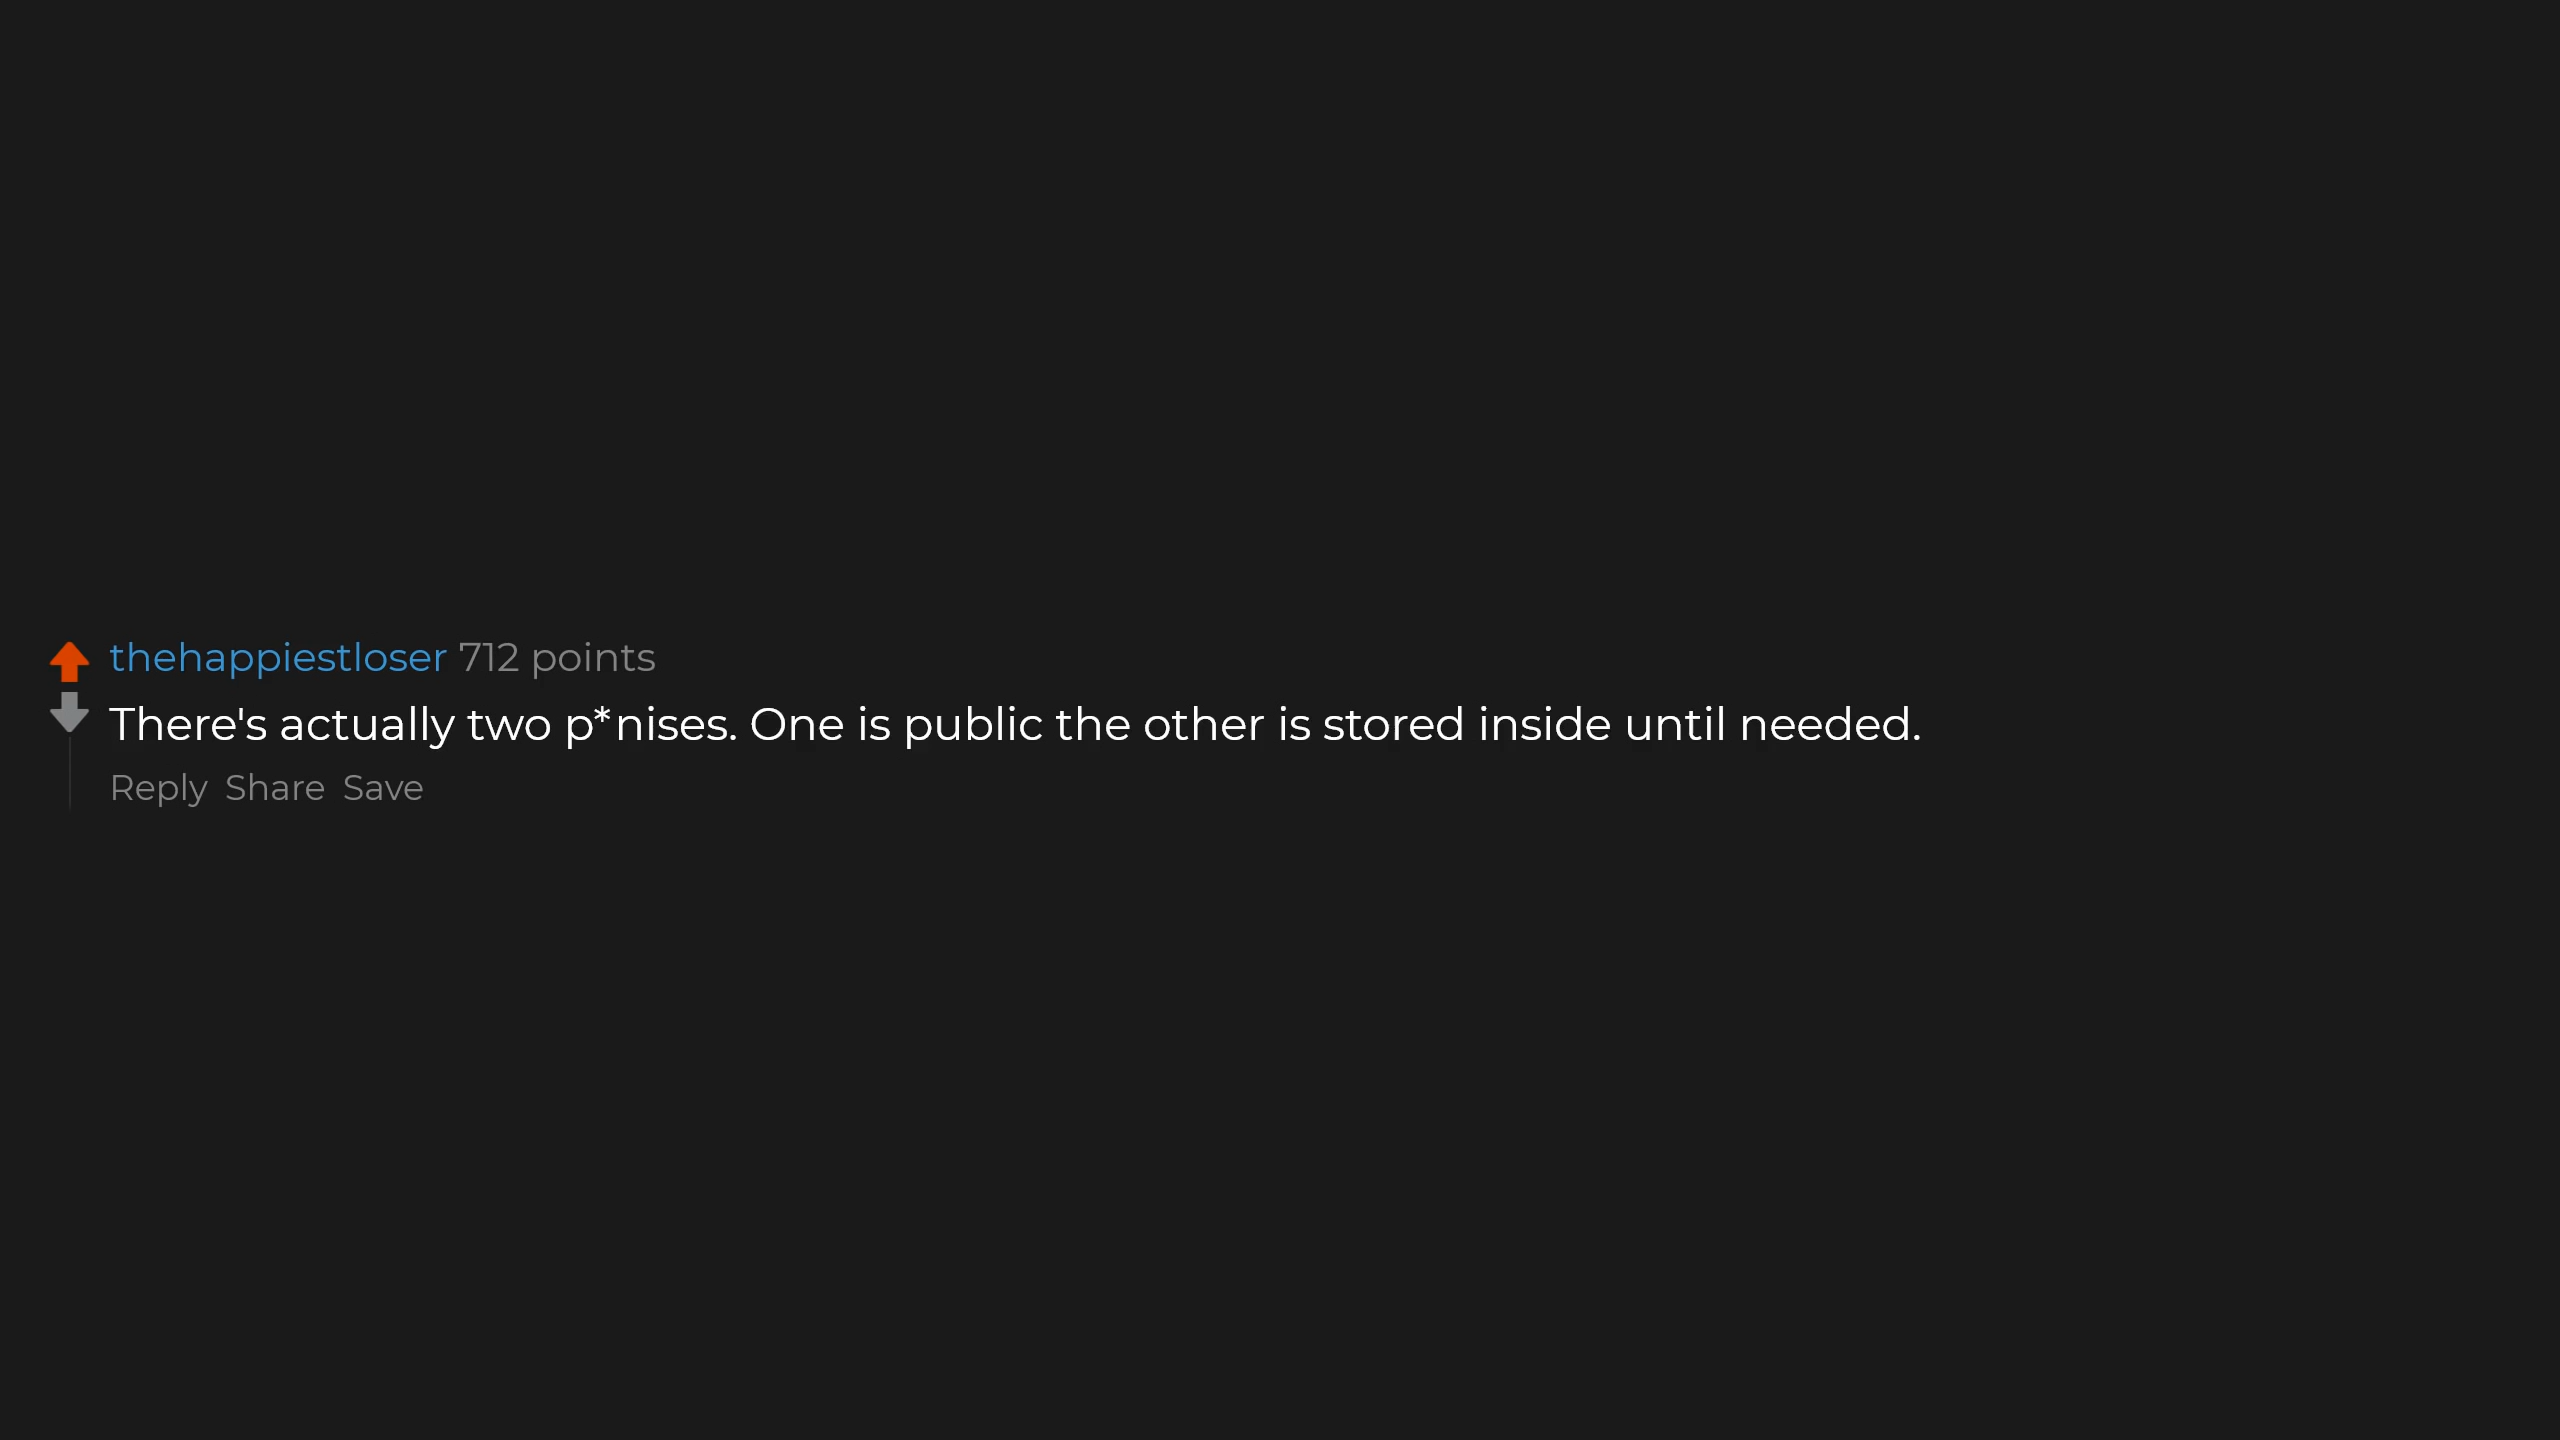 thehappiestloser 712 points
There's actually two p*nises. One is public the other is stored inside until needed.
Reply Share Save